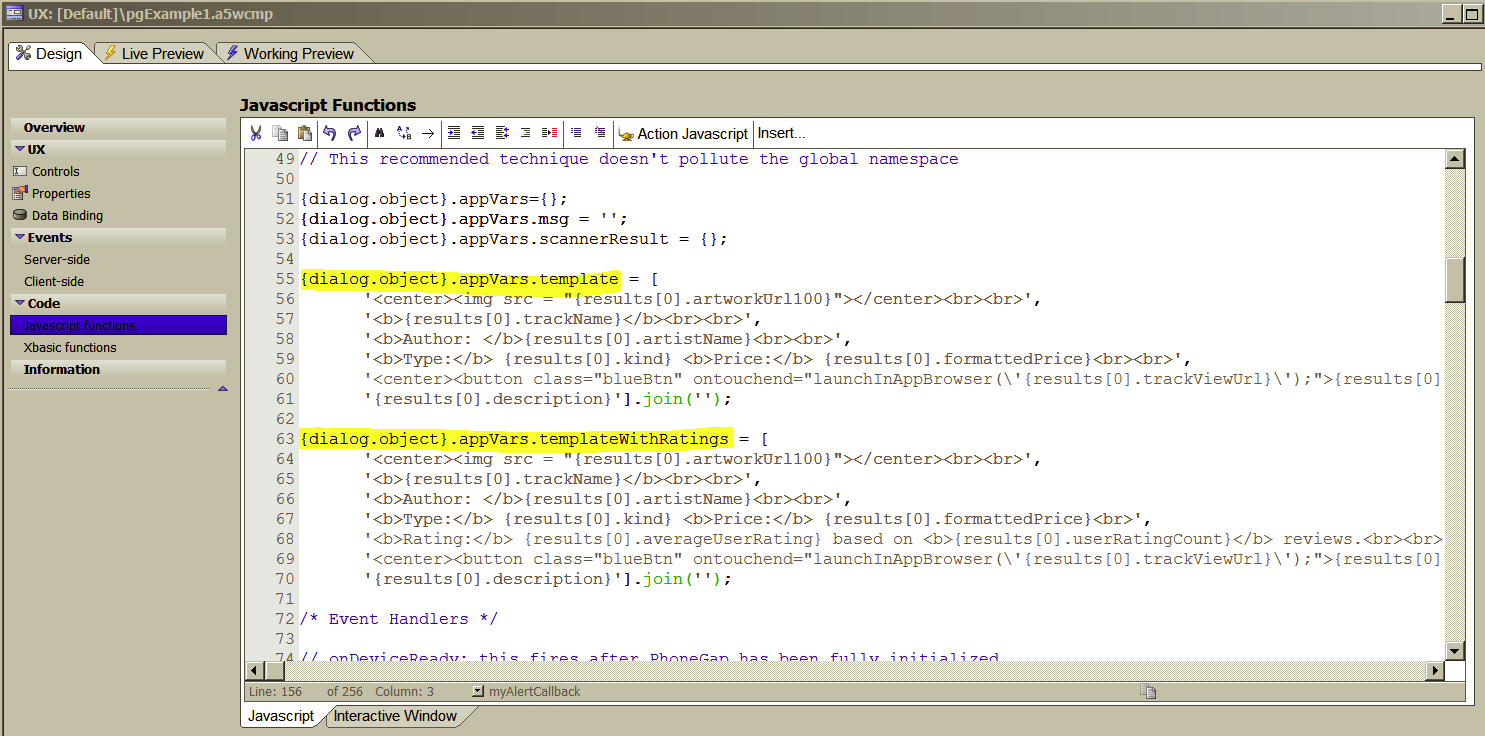 UX: [Default]\pgExample1.a5wcmp
Design
Live Preview
Working Preview
Overview
UX
Controls
Properties
Data Binding
Events
Server-side
Client-side
Code
Javascript functions
Xbasic functions
Information
Javascript Functions
Action Javascript
Insert...
49 // This recommended technique doesn't pollute the global namespace
50
51 {dialog.object}.appVars={};
52 {dialog.object}.appVars.msg = '';
53 {dialog.object}.appVars.scannerResult = {};
54
55 {dialog.object}.appVars.template = [
56 '<center><img src = "{results[0].artworkUrl100}"></center><br><br>',
57 '<b>{results[0].trackName}</b><br><br>',
58 '<b>Author: </b>{results[0].artistName}<br><br>',
59 '<b>Type:</b> {results[0].kind} <b>Price:</b> {results[0].formattedPrice}<br><br>',
60 '<center><button class="blueBtn" ontouchend="launchInAppBrowser(\'{results[0].trackViewUrl}\');">{results[0]
61 '{results[0].description}'].join('');
62
63 {dialog.object}.appVars.templateWithRatings = [
64 '<center><img src = "{results[0].artworkUrl100}"></center><br><br>',
65 '<b>{results[0].trackName}</b><br><br>',
66 '<b>Author: </b>{results[0].artistName}<br><br>',
67 '<b>Type:</b> {results[0].kind} <b>Price:</b> {results[0].formattedPrice}<br>',
68 '<b>Rating:</b> {results[0].averageUserRating} based on <b>{results[0].userRatingCount}</b> reviews.<br><br>
69 '<center><button class="blueBtn" ontouchend="launchInAppBrowser(\'{results[0].trackViewUrl}\');">{results[0]
70 '{results[0].description}'].join('');
71
72 /* Event Handlers */
73
74 // onDeviceReady: this fires after PhoneGap has been fully initialized
Line: 156 of 256 Column: 3 myAlertCallback
Javascript
Interactive Window